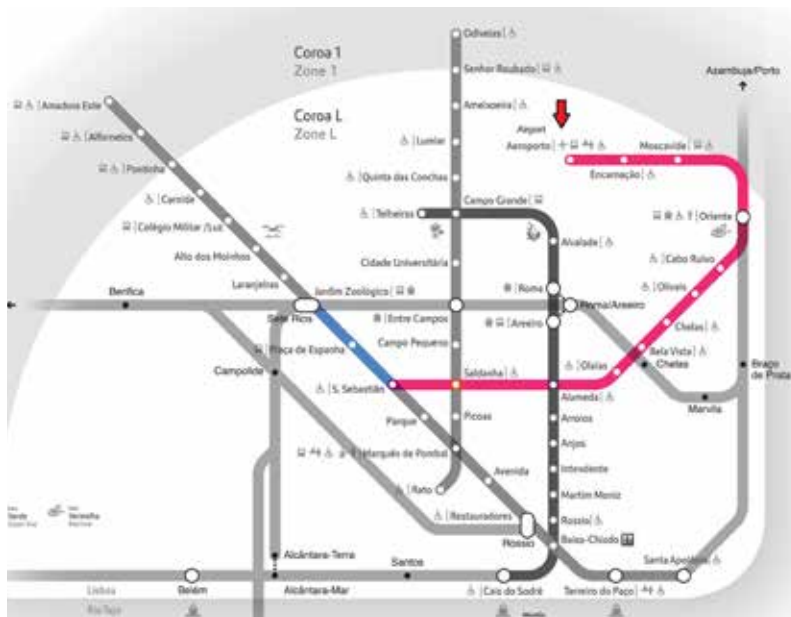 Coroa 1
Zone 1
Coroa L
Zone L
Odivelas
Senhor Roubado
Ameixoeira
Lumiar
Quinta das Conchas
Campo Grande
Telheiras
Cidade Universitária
Airport
Aeroporto
Encarnação
Moscavide
Azambuja/Porto
Oriente
Cabo Ruivo
Olivais
Chelas
Bela Vista
Olaias
Chelas
Marvila
Braço
de Prata
Amadora Este
Alfornelos
Pontinha
Carnide
Colégio Militar /Luz
Alto dos Moinhos
Laranjeiras
Jardim Zoológico
Sete Rios
Benfica
Campolide
Praça de Espanha
S. Sebastião
Parque
Marquês de Pombal
Avenida
Restauradores
Rossio
Rato
Picoas
Saldanha
Campo Pequeno
Entre Campos
Alvalade
Roma
Roma/Areeiro
Areeiro
Alameda
Arroios
Anjos
Intendente
Martim Moniz
Rossio
Baixa-Chiado
Santa Apolónia
Terreiro do Paço
Cais do Sodré
Santos
Alcântara-Terra
Alcântara-Mar
Belém
Lisboa
Rio Tejo
Verde
Vermelha